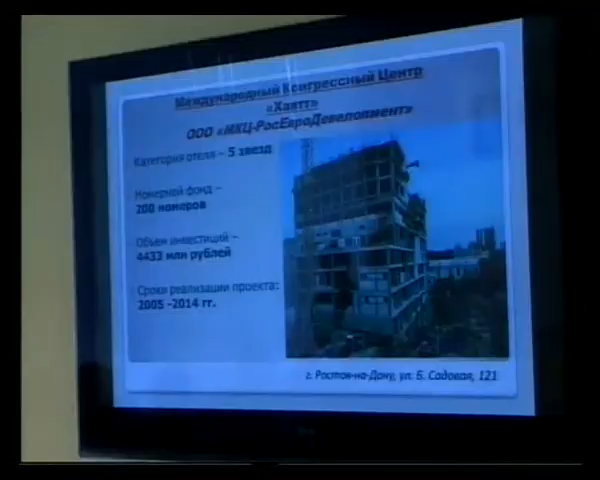 Международный Конгрессный Центр
«Хаятт»
ООО «МКЦ-РосЕвроДевелопмент»
Категория отеля – 5 звезд
Номерной фонд –
200 номеров
Объем инвестиций –
4433 млн рублей
Сроки реализации проекта:
2005 -2014 гг.
г. Ростов-на-Дону, ул. Б. Садовая, 121